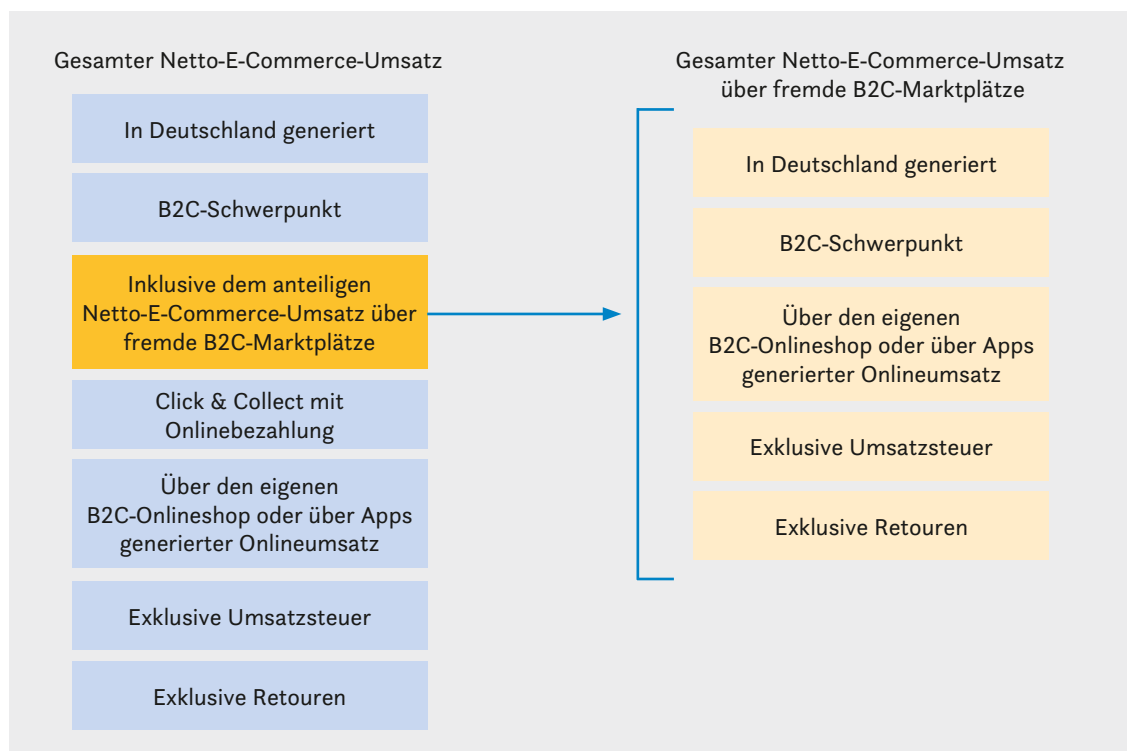 Gesamter Netto-E-Commerce-Umsatz
In Deutschland generiert
B2C-Schwerpunkt
Inklusive dem anteiligen
Netto-E-Commerce-Umsatz über
fremde B2C-Marktplätze
Click & Collect mit
Onlinebezahlung
Über den eigenen
B2C-Onlineshop oder über Apps
generierter Onlineumsatz
Exklusive Umsatzsteuer
Exklusive Retouren
Gesamter Netto-E-Commerce-Umsatz
über fremde B2C-Marktplätze
In Deutschland generiert
B2C-Schwerpunkt
Über den eigenen
B2C-Onlineshop oder über Apps
generierter Onlineumsatz
Exklusive Umsatzsteuer
Exklusive Retouren